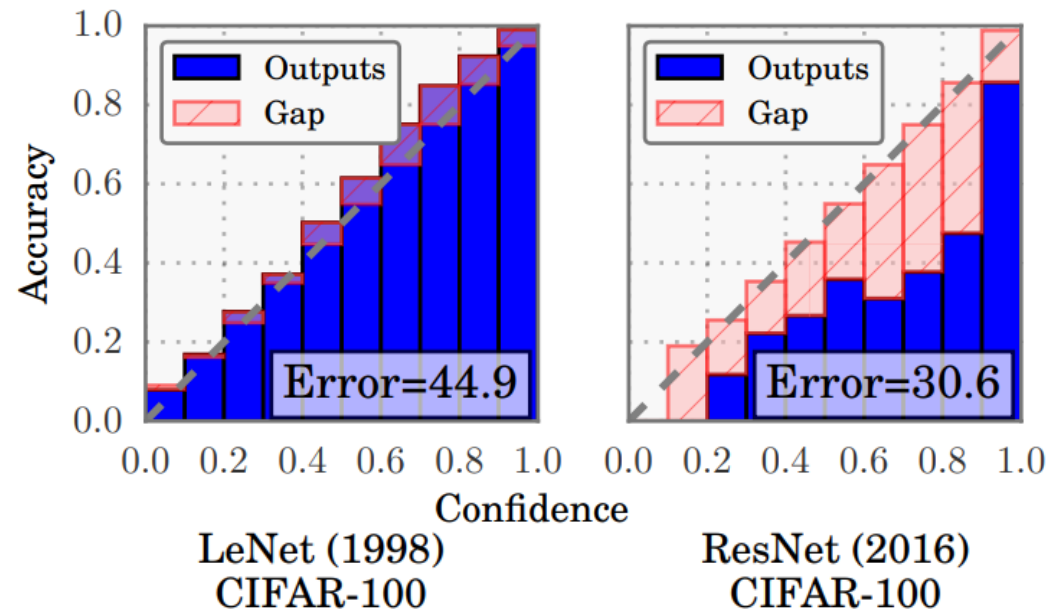 1.0
0.8
0.6
0.4
0.2
0.0
Accuracy
Outputs
Gap
Error=44.9
0.0 0.2 0.4 0.6 0.8 1.0
Outputs
Gap
Error=30.6
0.0 0.2 0.4 0.6 0.8 1.0
Confidence
LeNet (1998)
CIFAR-100
ResNet (2016)
CIFAR-100